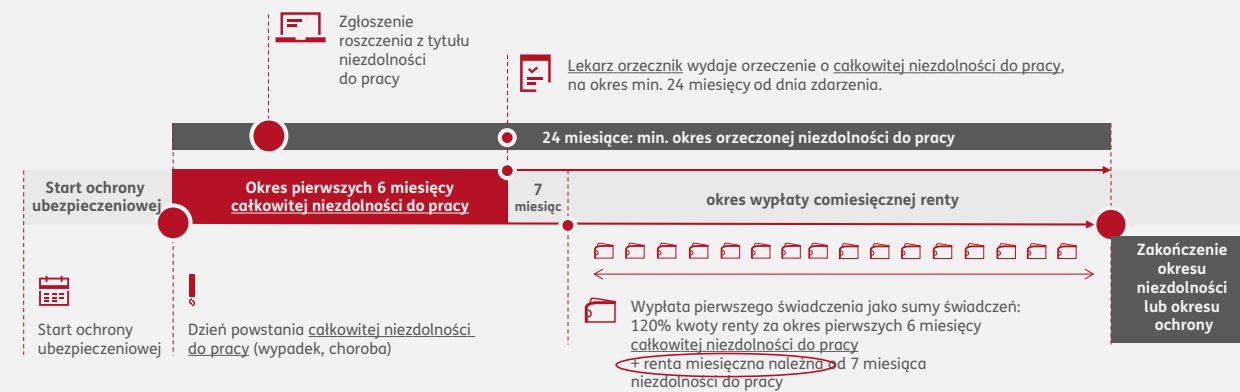 Zgłoszenie
roszczenia z tytułu
niezdolności
do pracy
Lekarz orzecznik wydaje orzeczenie o całkowitej niezdolności do pracy,
na okres min. 24 miesięcy od dnia zdarzenia.
24 miesiące: min. okres orzeczonej niezdolności do pracy
Start ochrony
ubezpieczeniowej
Okres pierwszych 6 miesięcy
całkowitej niezdolności do pracy
7
miesiąc
okres wypłaty comiesięcznej renty
Start ochrony
ubezpieczeniowej
Dzień powstania całkowitej niezdolności
do pracy (wypadek, choroba)
Wypłata pierwszego świadczenia jako sumy świadczeń:
120% kwoty renty za okres pierwszych 6 miesięcy
całkowitej niezdolności do pracy
+ renta miesięczna należna od 7 miesiąca
niezdolności do pracy
Zakończenie
okresu
niezdolności
lub okresu
ochrony